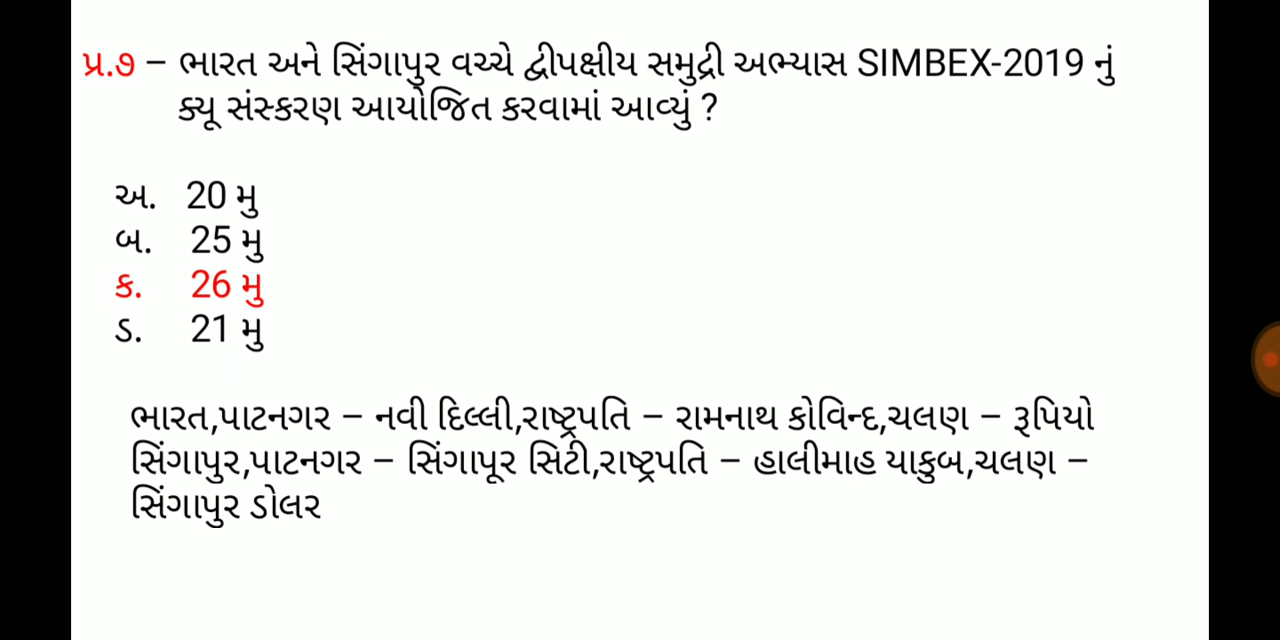 પ્ર.૭ – ભારત અને સિંગાપુર વચ્ચે દ્વીપક્ષીય સમુદ્રી અભ્યાસ SIMBEX-2019 નું
ક્યૂ સંસ્કરણ આયોજિત કરવામાં આવ્યું ?
અ. 20 મુ
બ. 25 મુ
ક. 26 મુ
ડ. 21 મુ
ભારત,પાટનગર – નવી દિલ્લી,રાષ્ટ્રપતિ – રામનાથ કોવિન્દ,ચલણ – રૂપિયો
સિંગાપુર,પાટનગર – સિંગાપૂર સિટી,રાષ્ટ્રપતિ – હાલીમાહ યાકુબ,ચલણ –
સિંગાપુર ડોલર